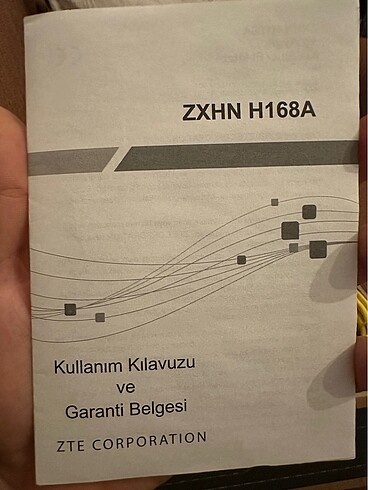 ZXHN H168A
Kullanım Kılavuzu
ve
Garanti Belgesi
ZTE CORPORATION